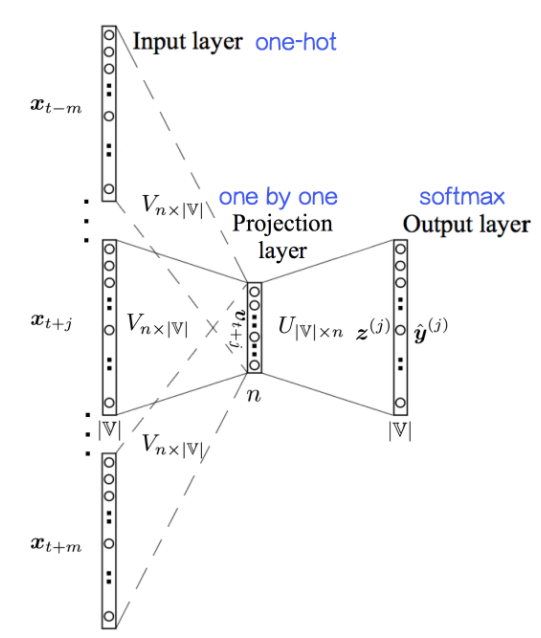 Input layer one-hot
x_{t−m}
V_{n×|𝕍|}
one by one
Projection
layer
softmax
Output layer
x_{t+j}
V_{n×|𝕍|}
v_{t+j}
U_{|𝕍|×n}
z^{(j)}
ŷ^{(j)}
n
|𝕍|
|𝕍|
V_{n×|𝕍|}
x_{t+m}